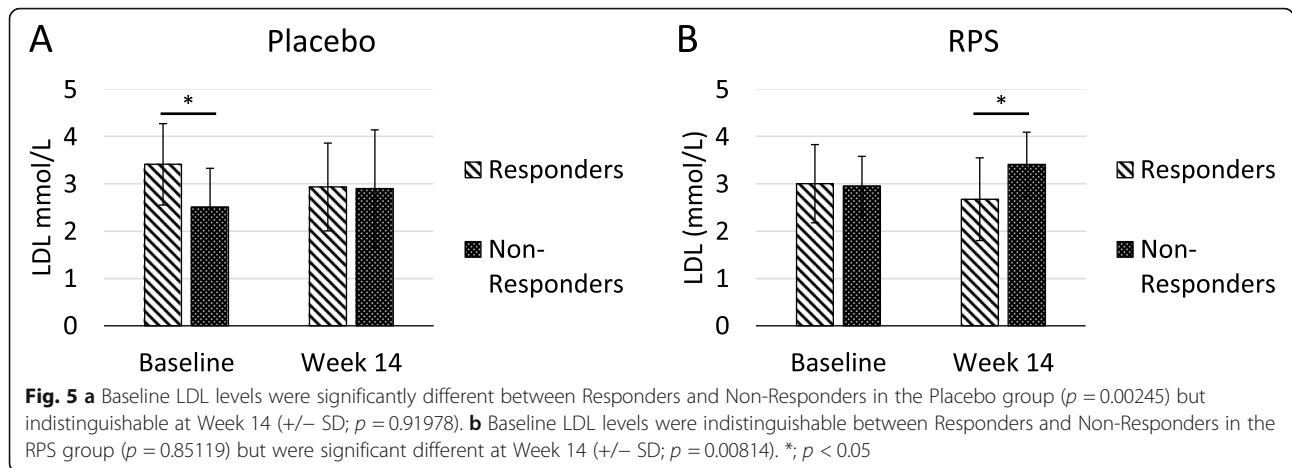 A
Placebo
5
4
3
2
1
0
LDL mmol/L
*
Baseline
Week 14
Responders
Non-
Responders
B
RPS
5
4
3
2
1
0
LDL (mmol/L)
*
Baseline
Week 14
Responders
Non-
Responders
Fig. 5 a Baseline LDL levels were significantly different between Responders and Non-Responders in the Placebo group (p = 0.00245) but
indistinguishable at Week 14 (+/− SD; p = 0.91978). b Baseline LDL levels were indistinguishable between Responders and Non-Responders in the
RPS group (p = 0.85119) but were significant different at Week 14 (+/− SD; p = 0.00814). *; p < 0.05